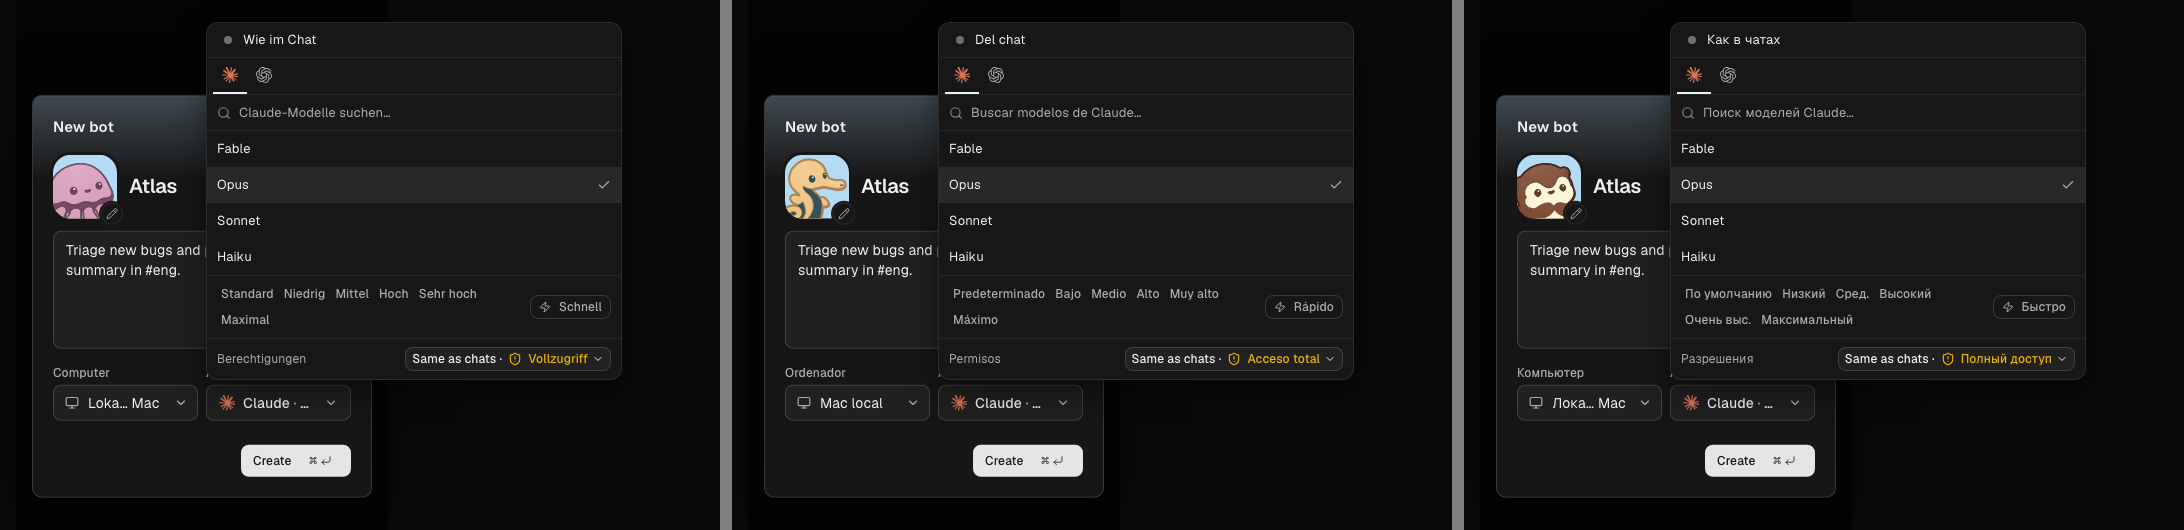 Wie im Chat
Claude-Modelle suchen...
New bot
Fable
Atlas
Opus
Sonnet
Triage new bugs and
summary in #eng.
Haiku
Standard Niedrig Mittel Hoch Sehr hoch
Maximal
Schnell
Berechtigungen
Same as chats · Vollzugriff
Computer
Loka... Mac
Claude · ...
Create ⌘ ↵
Del chat
Buscar modelos de Claude...
New bot
Fable
Atlas
Opus
Sonnet
Triage new bugs and
summary in #eng.
Haiku
Predeterminado Bajo Medio Alto Muy alto
Máximo
Rápido
Permisos
Same as chats · Acceso total
Ordenador
Mac local
Claude · ...
Create ⌘ ↵
Как в чатах
Поиск моделей Claude...
New bot
Fable
Atlas
Opus
Sonnet
Triage new bugs and
summary in #eng.
Haiku
По умолчанию Низкий Сред. Высокий
Очень выс. Максимальный
Быстро
Разрешения
Same as chats · Полный доступ
Компьютер
Лока... Mac
Claude · ...
Create ⌘ ↵